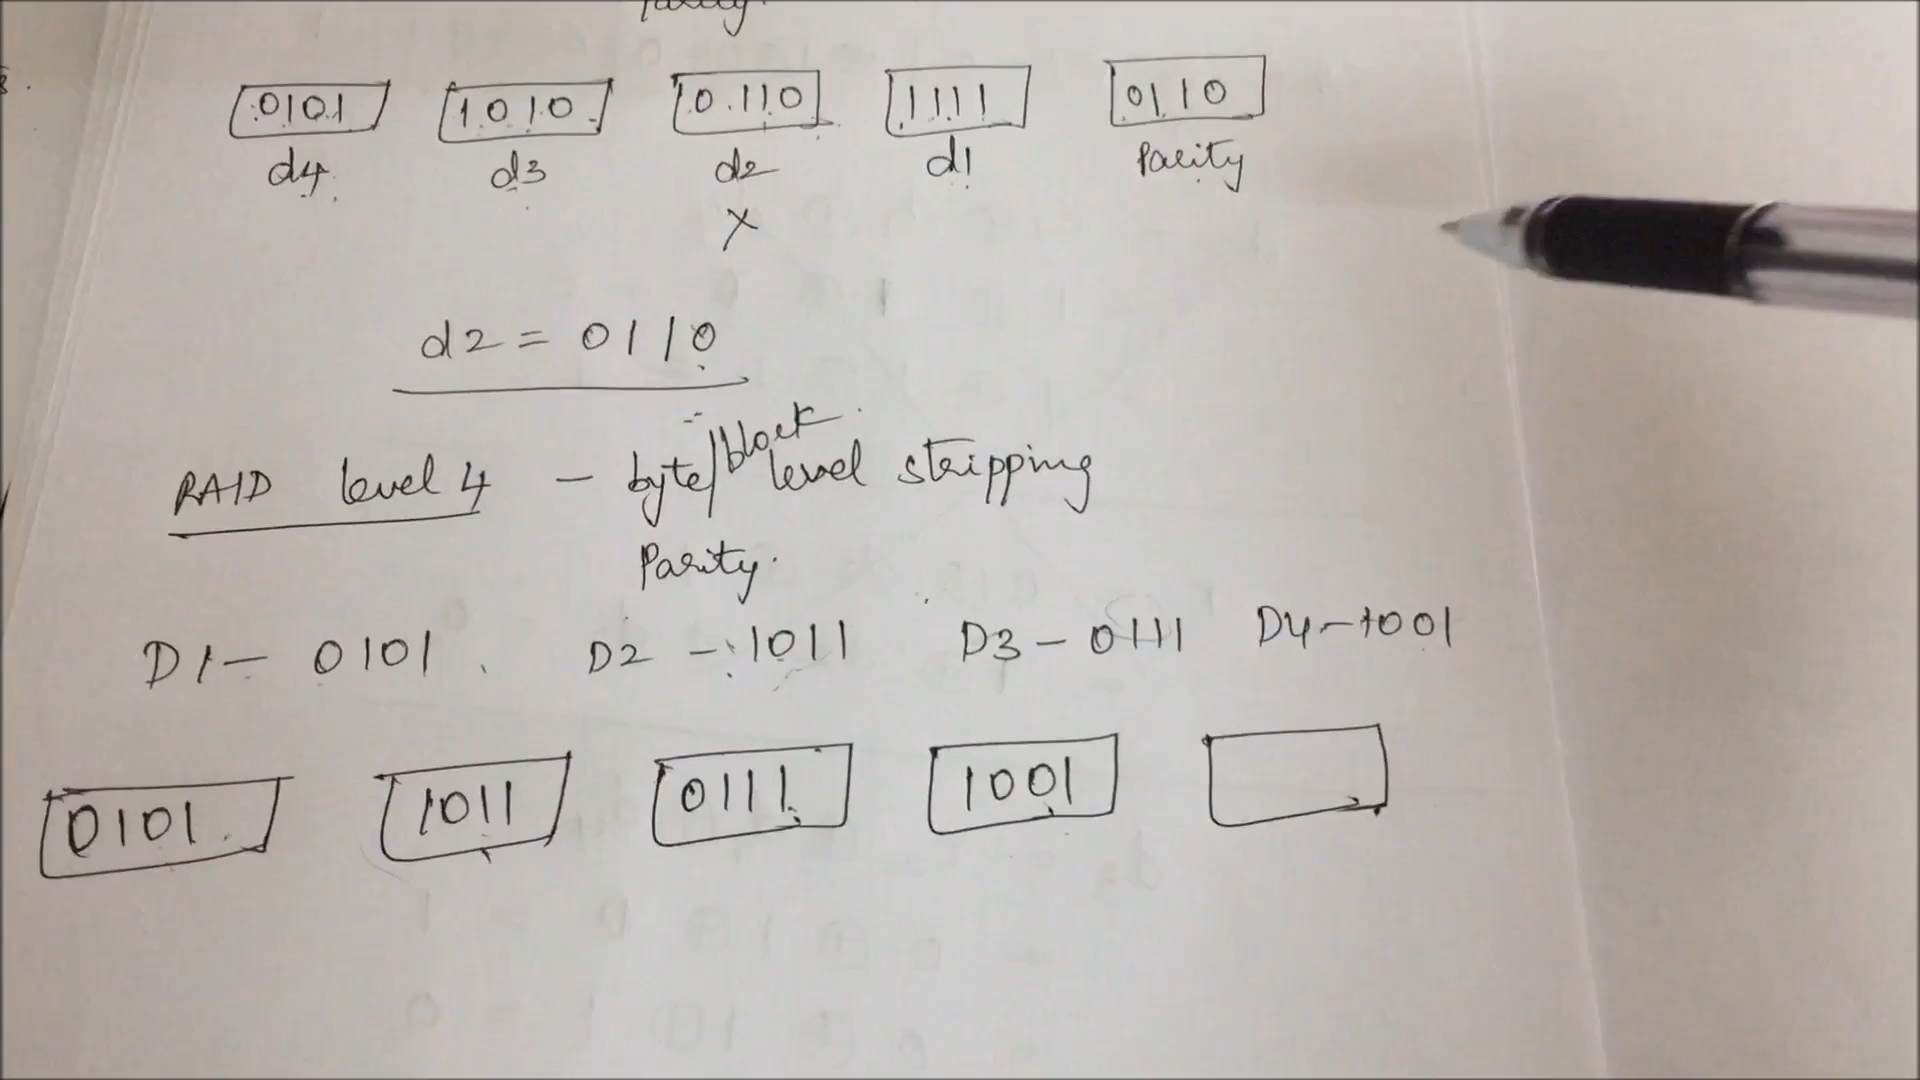 Parity.
0101 1010 0110 1111 0110
d4 d3 d2 d1 Parity
X
d2 = 0110
block
RAID level 4 - byte/ level stripping
Parity.
D1 - 0101 D2 - 1011 D3 - 0111 D4 - 1001
0101 1011 0111 1001